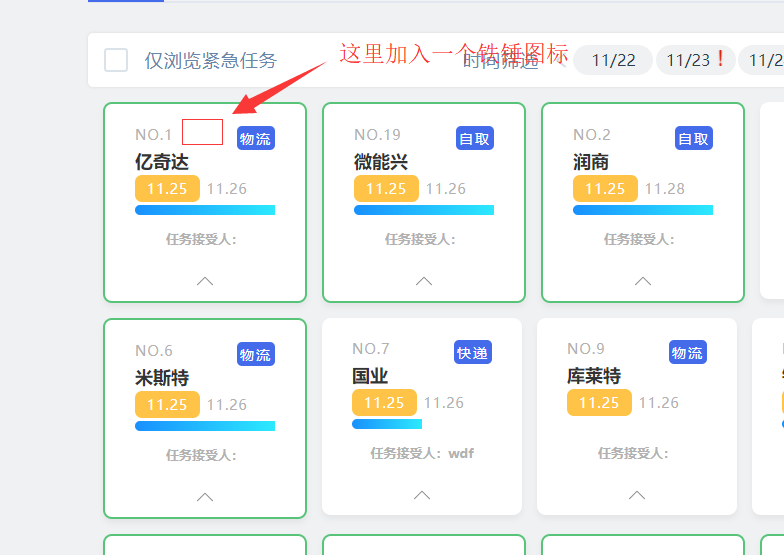 这里加入一个铁锤图标
仅浏览紧急任务 时间筛选 11/22 11/23 ! 11/2
NO.1 物流
亿奇达
11.25 11.26
任务接受人:
NO.19 自取
微能兴
11.25 11.26
任务接受人:
NO.2 自取
润商
11.25 11.28
任务接受人:
NO.6 物流
米斯特
11.25 11.26
任务接受人:
NO.7 快递
国业
11.25 11.26
任务接受人: wdf
NO.9 物流
库莱特
11.25 11.26
任务接受人: